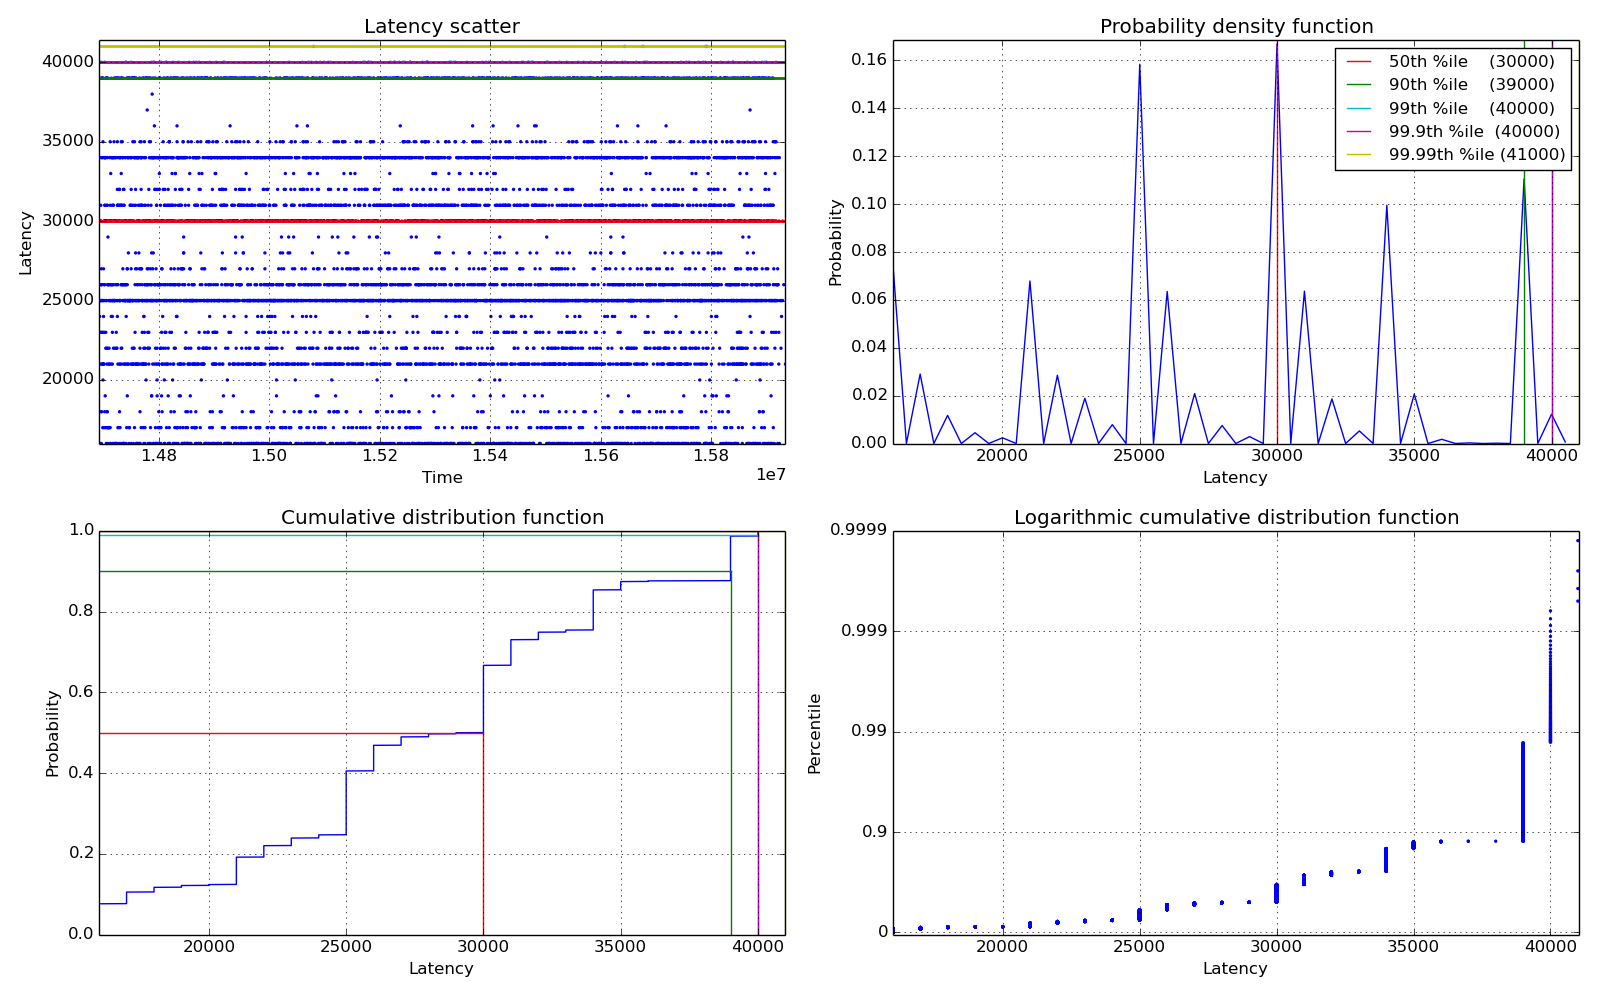 Latency scatter
40000
35000
30000
25000
20000
Latency
1.48 1.50 1.52 1.54 1.56 1.58
1e7
Time
Probability density function
0.16
0.14
0.12
0.10
0.08
0.06
0.04
0.02
0.00
Probability
50th %ile (30000)
90th %ile (39000)
99th %ile (40000)
99.9th %ile (40000)
99.99th %ile (41000)
20000 25000 30000 35000 40000
Latency
Cumulative distribution function
1.0
0.8
0.6
0.4
0.2
0.0
Probability
20000 25000 30000 35000 40000
Latency
Logarithmic cumulative distribution function
0.9999
0.999
0.99
0.9
0
Percentile
20000 25000 30000 35000 40000
Latency